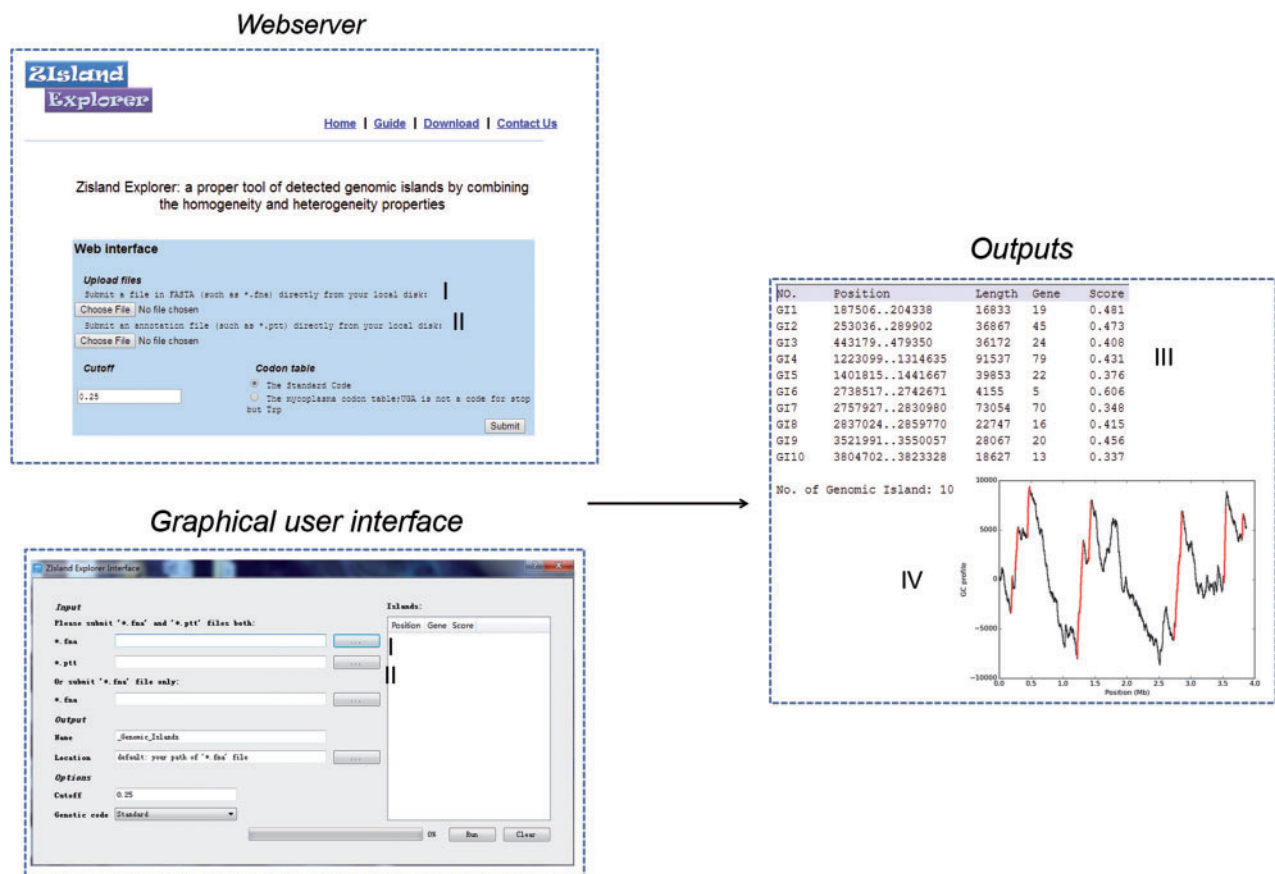 Webserver
ZIsland
Explorer
Home | Guide | Download | Contact Us
Zisland Explorer: a proper tool of detected genomic islands by combining
the homogeneity and heterogeneity properties
Web interface
Upload files
Submit a file in FASTA (such as *.fna) directly from your local disk: I
Choose File No file chosen
Submit an annotation file (such as *.ptt) directly from your local disk: II
Choose File No file chosen
Cutoff Codon table
0.25
The Standard Code
The mycoplasma codon table;UGA is not a code for stop
but Trp
Submit
Graphical user interface
ZIsland Explorer Interface
Input
Please submit '*.fna' and '*.ptt' files both:
*.fna ... I
*.ptt ... II
Or submit '*.fna' file only:
*.fna ...
Output
Name _Genomic_Islands
Location default: your path of '*.fna' file ...
Options
Cutoff 0.25
Genetic code Standard
Islands:
Position Gene Score
0% Run Clear
Outputs
NO. Position Length Gene Score
GI1 187506..204338 16833 19 0.481
GI2 253036..289902 36867 45 0.473
GI3 443179..479350 36172 24 0.408
GI4 1223099..1314635 91537 79 0.431
GI5 1401815..1441667 39853 22 0.376
GI6 2738517..2742671 4155 5 0.606
GI7 2757927..2830980 73054 70 0.348
GI8 2837024..2859770 22747 16 0.415
GI9 3521991..3550057 28067 20 0.456
GI10 3804702..3823328 18627 13 0.337
III
No. of Genomic Island: 10
IV
GC profile
10000
5000
0
−5000
−10000
0.0 0.5 1.0 1.5 2.0 2.5 3.0 3.5 4.0
Position (Mb)